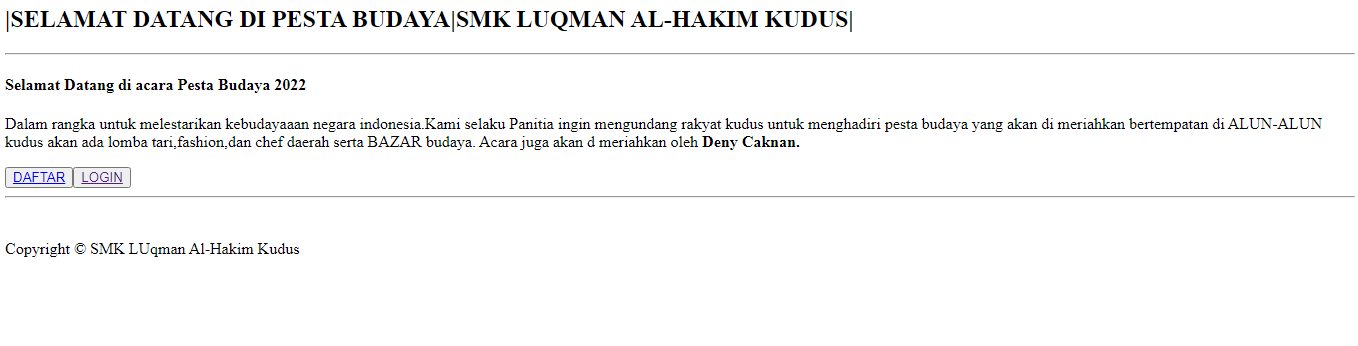 |SELAMAT DATANG DI PESTA BUDAYA|SMK LUQMAN AL-HAKIM KUDUS|
Selamat Datang di acara Pesta Budaya 2022
Dalam rangka untuk melestarikan kebudayaaan negara indonesia.Kami selaku Panitia ingin mengundang rakyat kudus untuk menghadiri pesta budaya yang akan di meriahkan bertempatan di ALUN-ALUN
kudus akan ada lomba tari,fashion,dan chef daerah serta BAZAR budaya. Acara juga akan d meriahkan oleh Deny Caknan.
DAFTAR LOGIN
Copyright © SMK LUqman Al-Hakim Kudus